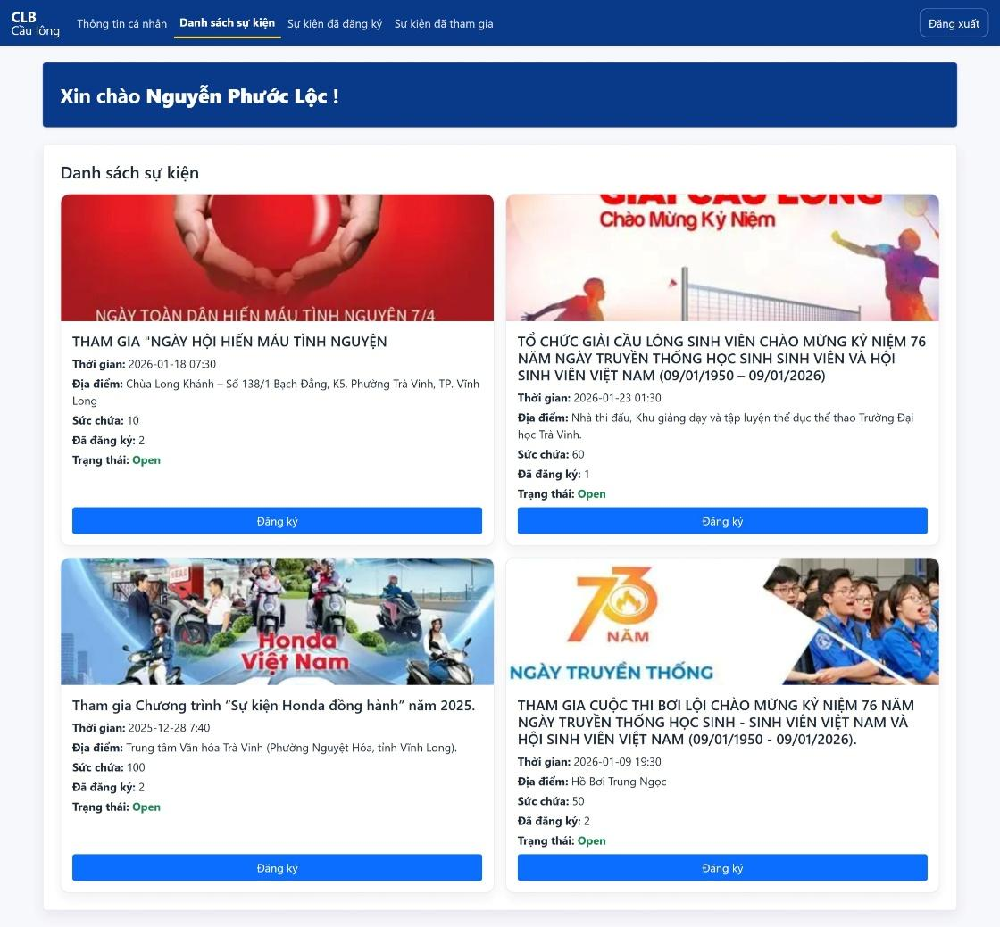 CLB
Cầu lông
Thông tin cá nhân
Danh sách sự kiện
Sự kiện đã đăng ký
Sự kiện đã tham gia
Đăng xuất
Xin chào Nguyễn Phước Lộc !
Danh sách sự kiện
NGÀY TOÀN DÂN HIẾN MÁU TÌNH NGUYỆN 7/4
THAM GIA "NGÀY HỘI HIẾN MÁU TÌNH NGUYỆN
Thời gian: 2026-01-18 07:30
Địa điểm: Chùa Long Khánh – Số 138/1 Bạch Đằng, K5, Phường Trà Vinh, TP. Vĩnh
Long
Sức chứa: 10
Đã đăng ký: 2
Trạng thái: Open
Đăng ký
GIẢI CẦU LÔNG
Chào Mừng Kỷ Niệm
TỔ CHỨC GIẢI CẦU LÔNG SINH VIÊN CHÀO MỪNG KỶ NIỆM 76
NĂM NGÀY TRUYỀN THỐNG HỌC SINH SINH VIÊN VÀ HỘI
SINH VIÊN VIỆT NAM (09/01/1950 – 09/01/2026)
Thời gian: 2026-01-23 01:30
Địa điểm: Nhà thi đấu, Khu giảng dạy và tập luyện thể dục thể thao Trường Đại
học Trà Vinh.
Sức chứa: 60
Đã đăng ký: 1
Trạng thái: Open
Đăng ký
HEAD
Honda
Việt Nam
Tham gia Chương trình “Sự kiện Honda đồng hành” năm 2025.
Thời gian: 2025-12-28 7:40
Địa điểm: Trung tâm Văn hóa Trà Vinh (Phường Nguyệt Hóa, tỉnh Vĩnh Long).
Sức chứa: 100
Đã đăng ký: 2
Trạng thái: Open
Đăng ký
73
NĂM
NGÀY TRUYỀN THỐNG
THAM GIA CUỘC THI BƠI LỘI CHÀO MỪNG KỶ NIỆM 76 NĂM
NGÀY TRUYỀN THỐNG HỌC SINH - SINH VIÊN VIỆT NAM VÀ
HỘI SINH VIÊN VIỆT NAM (09/01/1950 - 09/01/2026).
Thời gian: 2026-01-09 19:30
Địa điểm: Hồ Bơi Trung Ngọc
Sức chứa: 50
Đã đăng ký: 2
Trạng thái: Open
Đăng ký